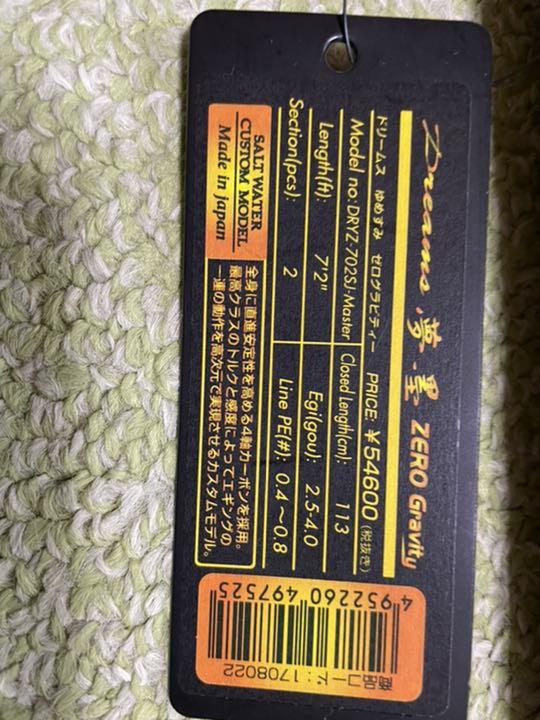 Dreams 夢墨 ZERO Gravity
ドリームス ゆめずみ ゼログラビティー PRICE: ¥54600(税抜き)
Model no: DRYZ-702SJ-Master Closed Length(cm): 113
Length(ft): 7'2" Egi(gou): 2.5-4.0
Section(pcs): 2 Line PE(#): 0.4～0.8
SALT WATER
CUSTOM MODEL
Made in japan
全身に直進安定性を高める4軸カーボンを採用。
最高クラスのトルクと感度によってエギングの
一連の動作を高次元で実現させるカスタムモデル。
4952260 497525
商品コード：1708022